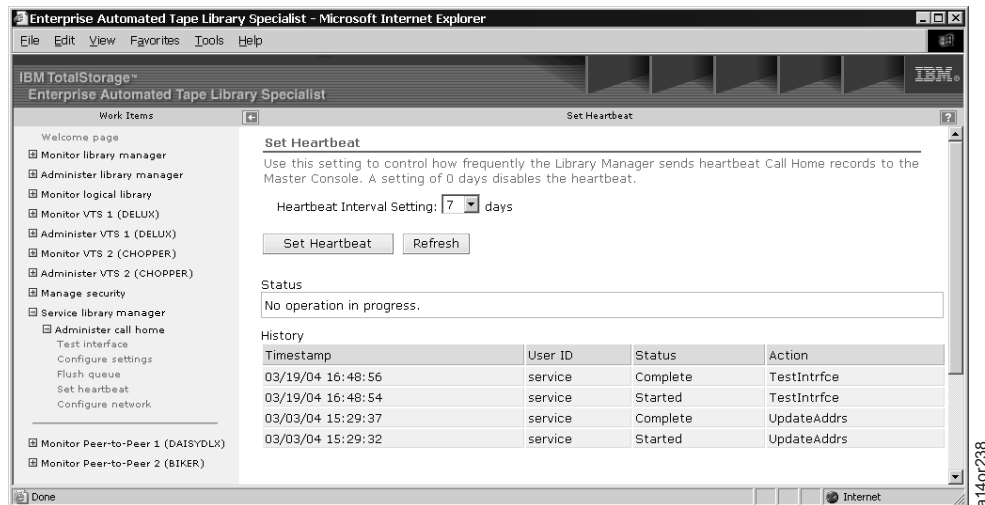 Enterprise Automated Tape Library Specialist - Microsoft Internet Explorer
File Edit View Favorites Tools Help
IBM TotalStorage™
Enterprise Automated Tape Library Specialist
IBM®
Work Items
Set Heartbeat
?
Welcome page
Monitor library manager
Administer library manager
Monitor logical library
Monitor VTS 1 (DELUX)
Administer VTS 1 (DELUX)
Monitor VTS 2 (CHOPPER)
Administer VTS 2 (CHOPPER)
Manage security
Service library manager
Administer call home
Test interface
Configure settings
Flush queue
Set heartbeat
Configure network
Monitor Peer-to-Peer 1 (DAISYDLX)
Monitor Peer-to-Peer 2 (BIKER)
Set Heartbeat
Use this setting to control how frequently the Library Manager sends heartbeat Call Home records to the
Master Console. A setting of 0 days disables the heartbeat.
Heartbeat Interval Setting: 7 days
Set Heartbeat Refresh
Status
No operation in progress.
History
Timestamp User ID Status Action
03/19/04 16:48:56 service Complete TestIntrfce
03/19/04 16:48:54 service Started TestIntrfce
03/03/04 15:29:37 service Complete UpdateAddrs
03/03/04 15:29:32 service Started UpdateAddrs
Done
Internet
a14or238